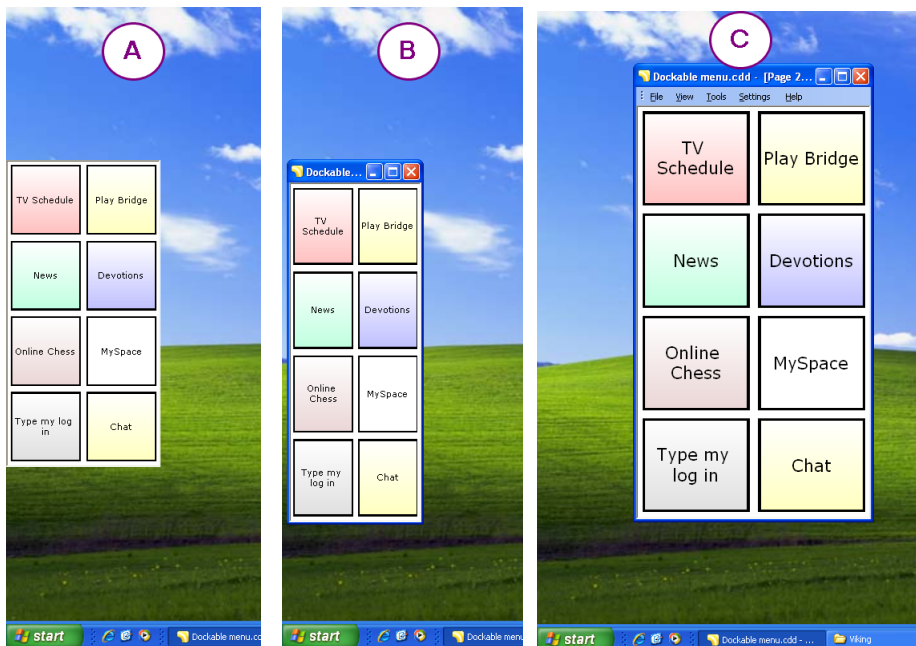 A
TV Schedule
Play Bridge
News
Devotions
Online Chess
MySpace
Type my log
in
Chat
start
Dockable menu.cd
B
Dockable...
TV
Schedule
Play Bridge
News
Devotions
Online
Chess
MySpace
Type my
log in
Chat
start
Dockable menu
C
Dockable menu.cdd - [Page 2...
File View Tools Settings Help
TV
Schedule
Play Bridge
News
Devotions
Online
Chess
MySpace
Type my
log in
Chat
start
Dockable menu.cdd - ...
Viking